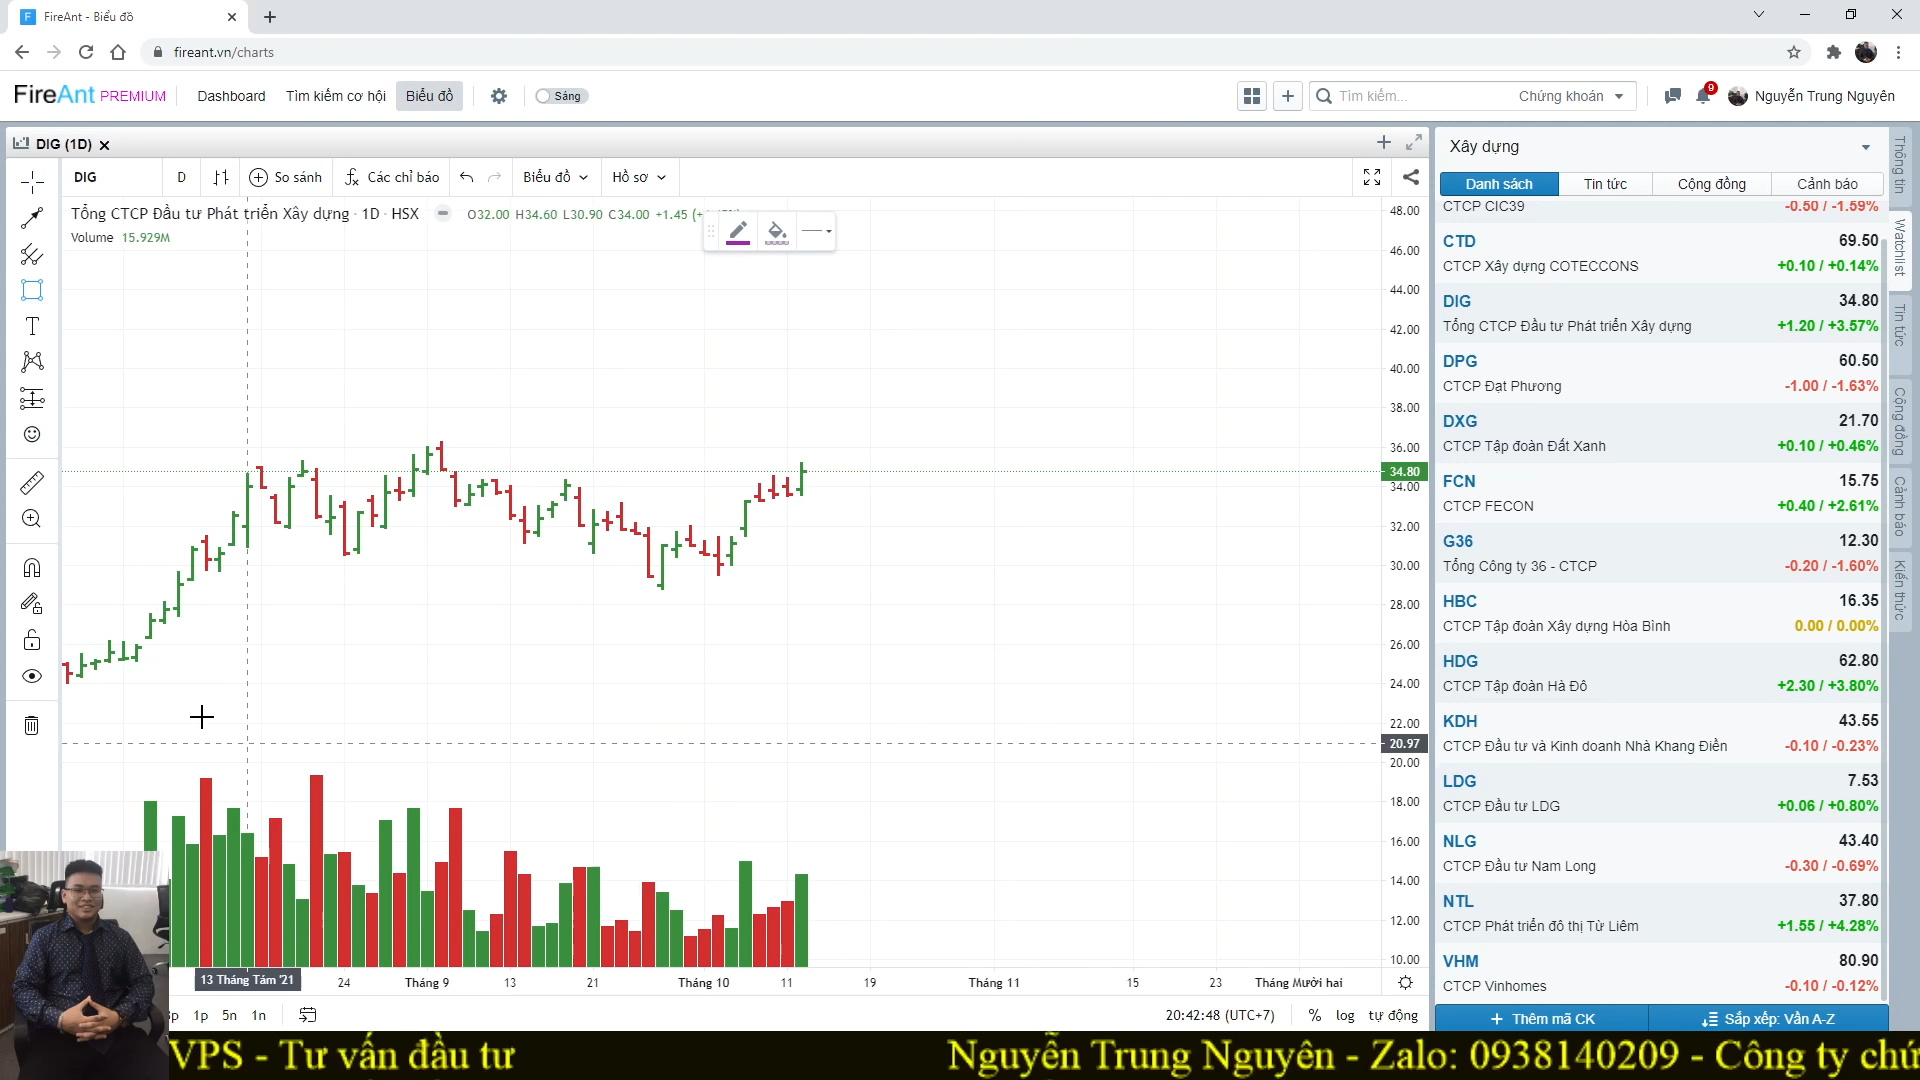 FireAnt - Biểu đồ
fireant.vn/charts
FireAnt PREMIUM Dashboard Tìm kiếm cơ hội Biểu đồ Sáng Tìm kiếm... Chứng khoán 9 Nguyễn Trung Nguyên
DIG (1D)
DIG D So sánh Các chỉ báo Biểu đồ Hồ sơ
Tổng CTCP Đầu tư Phát triển Xây dựng · 1D · HSX O32.00 H34.60 L30.90 C34.00 +1.45
Volume 15.929M
48.00
46.00
44.00
42.00
40.00
38.00
36.00
34.80
34.00
32.00
30.00
28.00
26.00
24.00
22.00
20.97
20.00
18.00
16.00
14.00
12.00
10.00
13 Tháng Tám '21 24 Tháng 9 13 21 Tháng 10 11 19 Tháng 11 15 23 Tháng Mười hai
1p 5n 1n 20:42:48 (UTC+7) % log tự động
Xây dựng
Danh sách Tin tức Cộng đồng Cảnh báo
CTCP CIC39 -0.50 / -1.59%
CTD 69.50
CTCP Xây dựng COTECCONS +0.10 / +0.14%
DIG 34.80
Tổng CTCP Đầu tư Phát triển Xây dựng +1.20 / +3.57%
DPG 60.50
CTCP Đạt Phương -1.00 / -1.63%
DXG 21.70
CTCP Tập đoàn Đất Xanh +0.10 / +0.46%
FCN 15.75
CTCP FECON +0.40 / +2.61%
G36 12.30
Tổng Công ty 36 - CTCP -0.20 / -1.60%
HBC 16.35
CTCP Tập đoàn Xây dựng Hòa Bình 0.00 / 0.00%
HDG 62.80
CTCP Tập đoàn Hà Đô +2.30 / +3.80%
KDH 43.55
CTCP Đầu tư và Kinh doanh Nhà Khang Điền -0.10 / -0.23%
LDG 7.53
CTCP Đầu tư LDG +0.06 / +0.80%
NLG 43.40
CTCP Đầu tư Nam Long -0.30 / -0.69%
NTL 37.80
CTCP Phát triển đô thị Từ Liêm +1.55 / +4.28%
VHM 80.90
CTCP Vinhomes -0.10 / -0.12%
Thêm mã CK Sắp xếp: Vần A-Z
Thông tin
Watchlist
Tin tức
Cộng đồng
Cảnh báo
Kiến thức
VPS - Tư vấn đầu tư Nguyễn Trung Nguyên - Zalo: 0938140209 - Công ty chứ